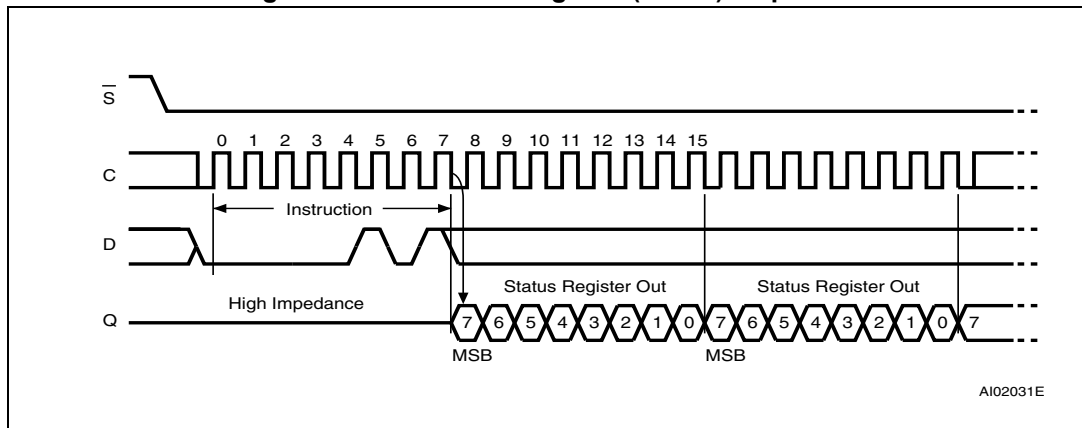 S
0 1 2 3 4 5 6 7 8 9 10 11 12 13 14 15
C
Instruction
D
Status Register Out Status Register Out
High Impedance
Q 7 6 5 4 3 2 1 0 7 6 5 4 3 2 1 0 7
MSB MSB
AI02031E